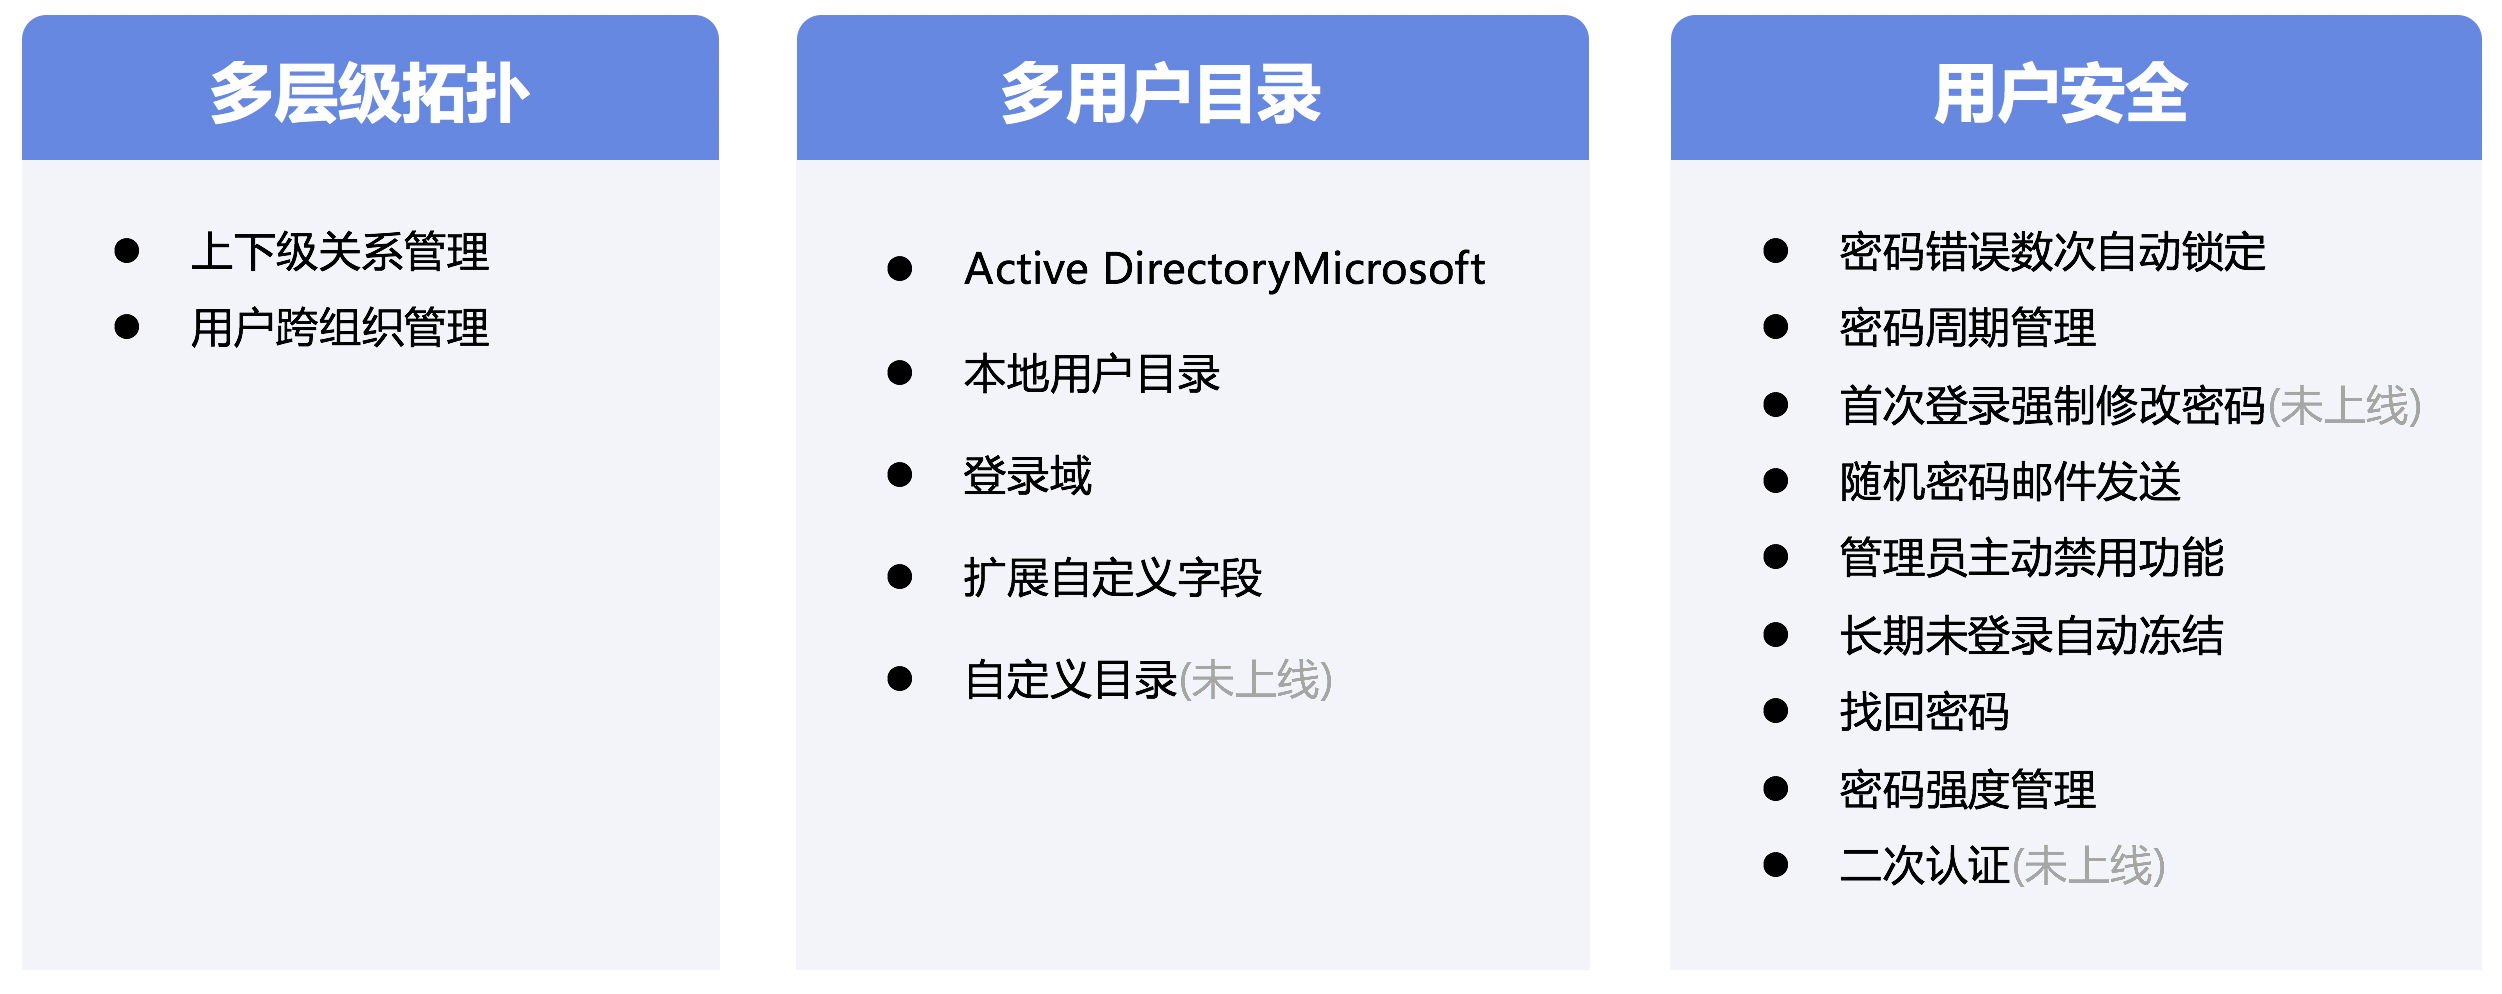 多层级拓扑
上下级关系管理
用户跟组织管理
多用户目录
Active DirectoryMicrosoft
本地用户目录
登录域
扩展自定义字段
自定义目录(未上线)
用户安全
密码错误数次自动锁定
密码周期管理
首次登录强制修改密码(未上线)
随机密码邮件发送
管理员主动禁用功能
长期未登录自动冻结
找回密码
密码强度管理
二次认证(未上线)